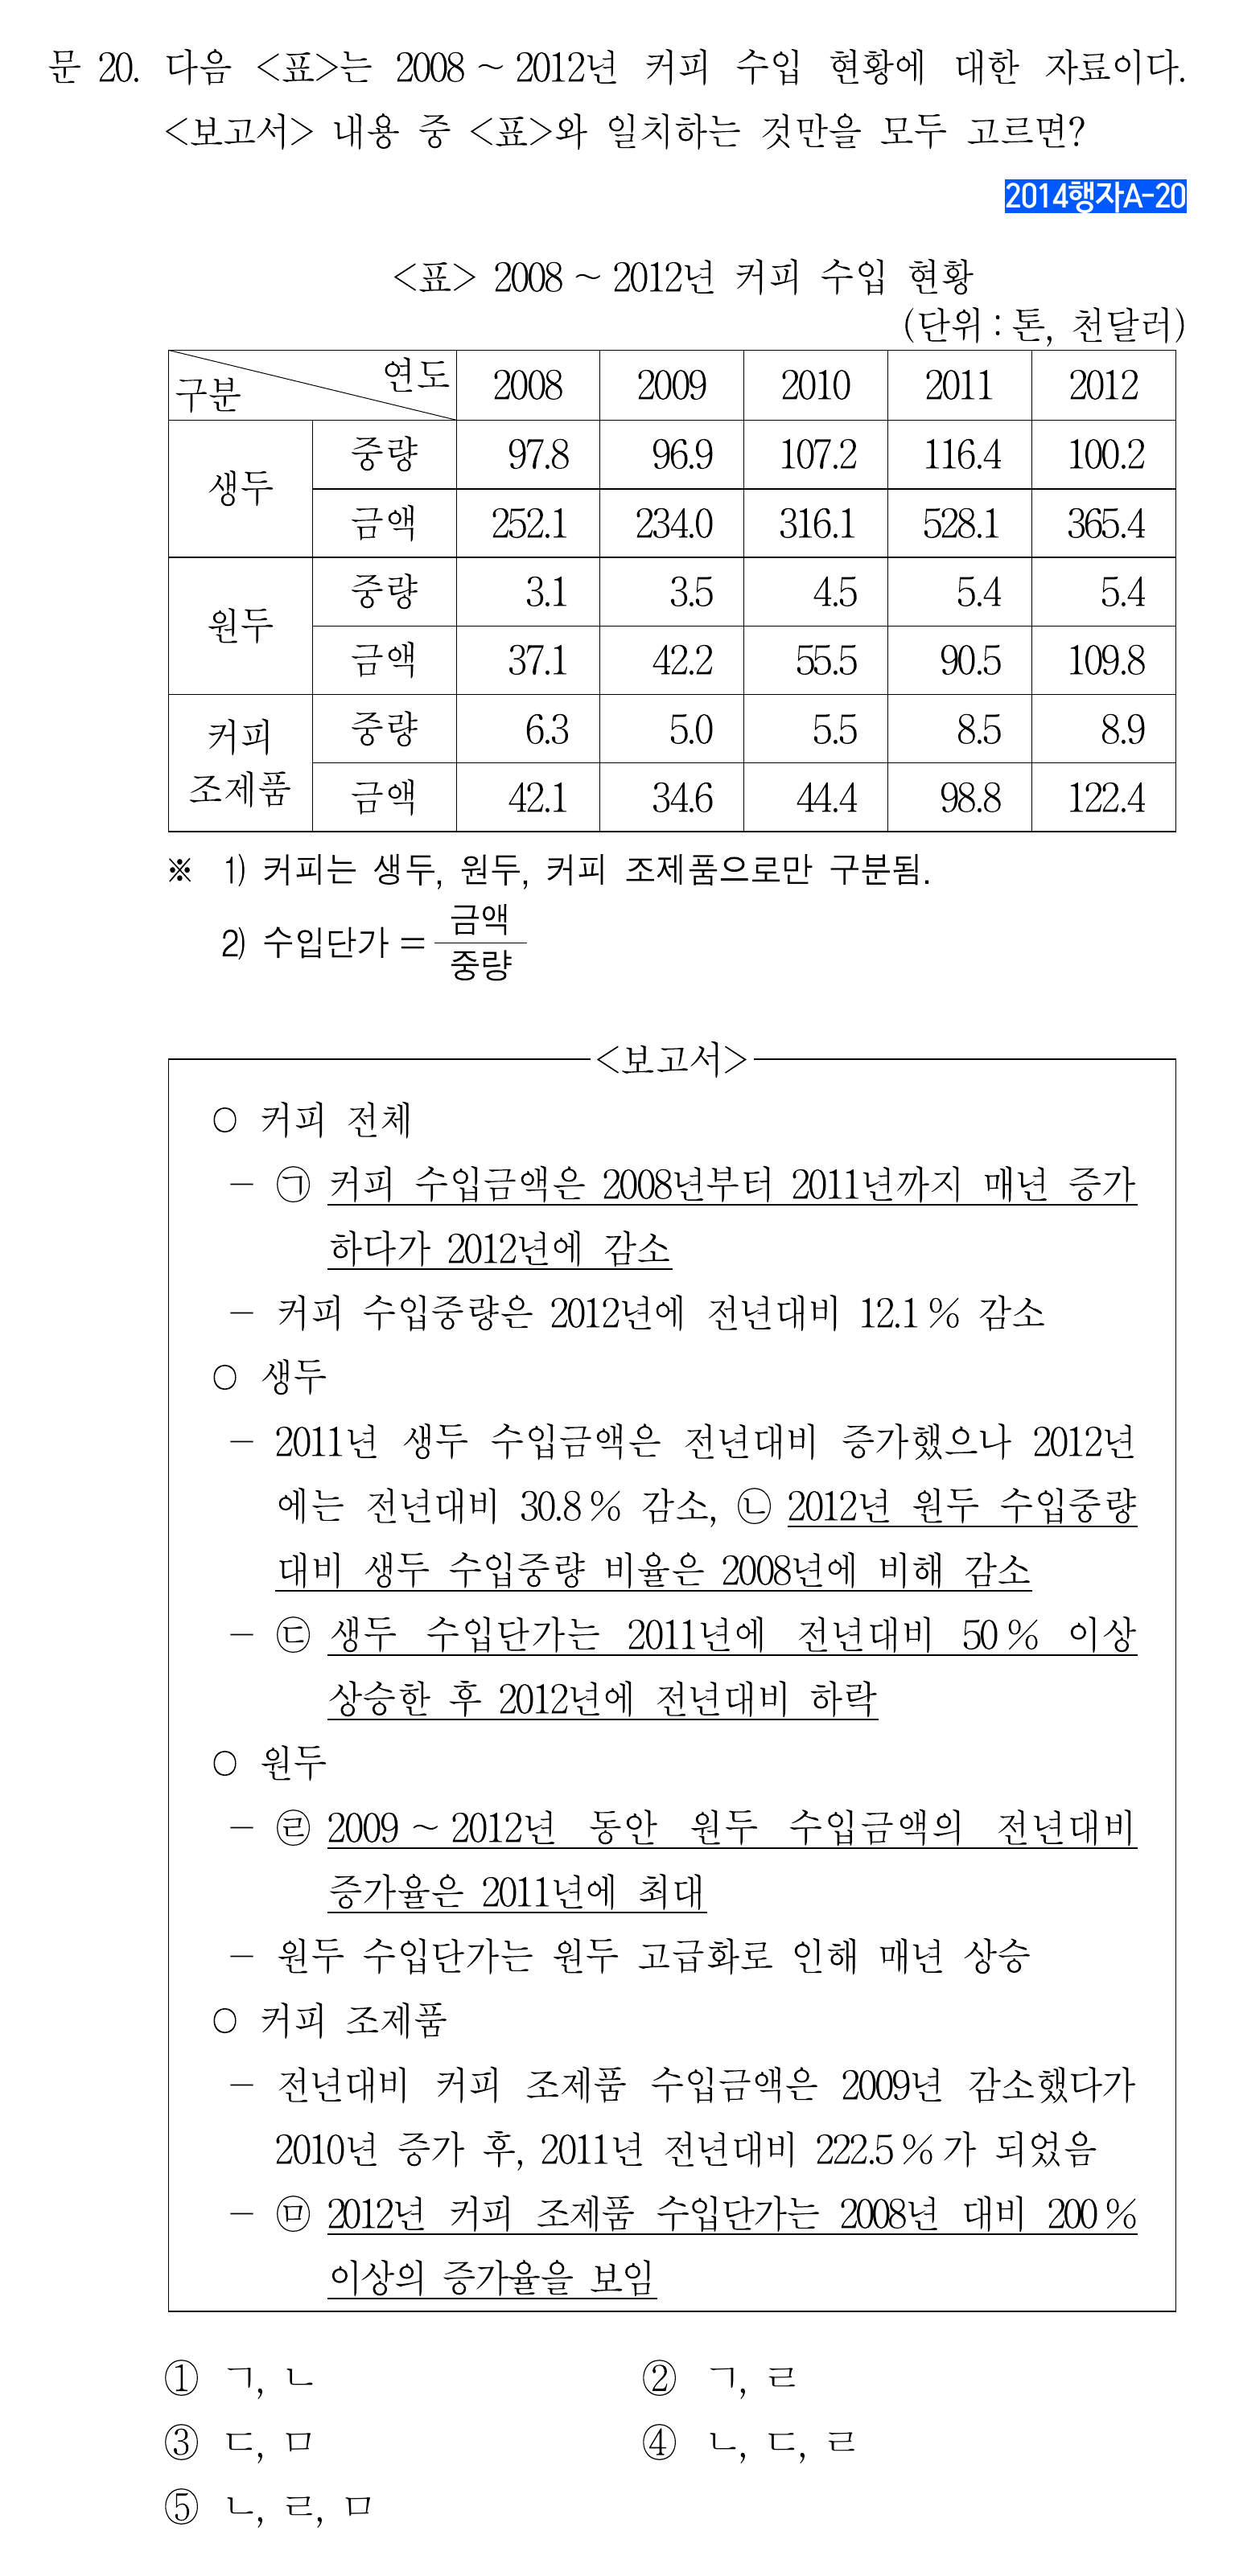 문 20. 다음 <표>는 2008 ~ 2012년 커피 수입 현황에 대한 자료이다.
<보고서> 내용 중 <표>와 일치하는 것만을 모두 고르면?
2014행자A-20
<표> 2008 ~ 2012년 커피 수입 현황
(단위 : 톤, 천달러)
구분 연도 2008 2009 2010 2011 2012
생두 중량 97.8 96.9 107.2 116.4 100.2
금액 252.1 234.0 316.1 528.1 365.4
원두 중량 3.1 3.5 4.5 5.4 5.4
금액 37.1 42.2 55.5 90.5 109.8
커피 조제품 중량 6.3 5.0 5.5 8.5 8.9
금액 42.1 34.6 44.4 98.8 122.4
※ 1) 커피는 생두, 원두, 커피 조제품으로만 구분됨.
2) 수입단가 = 금액 / 중량
<보고서>
○ 커피 전체
- ㉠ 커피 수입금액은 2008년부터 2011년까지 매년 증가
하다가 2012년에 감소
- 커피 수입중량은 2012년에 전년대비 12.1 % 감소
○ 생두
- 2011년 생두 수입금액은 전년대비 증가했으나 2012년
에는 전년대비 30.8 % 감소, ㉡ 2012년 원두 수입중량
대비 생두 수입중량 비율은 2008년에 비해 감소
- ㉢ 생두 수입단가는 2011년에 전년대비 50 % 이상
상승한 후 2012년에 전년대비 하락
○ 원두
- ㉣ 2009 ~ 2012년 동안 원두 수입금액의 전년대비
증가율은 2011년에 최대
- 원두 수입단가는 원두 고급화로 인해 매년 상승
○ 커피 조제품
- 전년대비 커피 조제품 수입금액은 2009년 감소했다가
2010년 증가 후, 2011년 전년대비 222.5 %가 되었음
- ㉤ 2012년 커피 조제품 수입단가는 2008년 대비 200 %
이상의 증가율을 보임
① ㄱ, ㄴ ② ㄱ, ㄹ
③ ㄷ, ㅁ ④ ㄴ, ㄷ, ㄹ
⑤ ㄴ, ㄹ, ㅁ